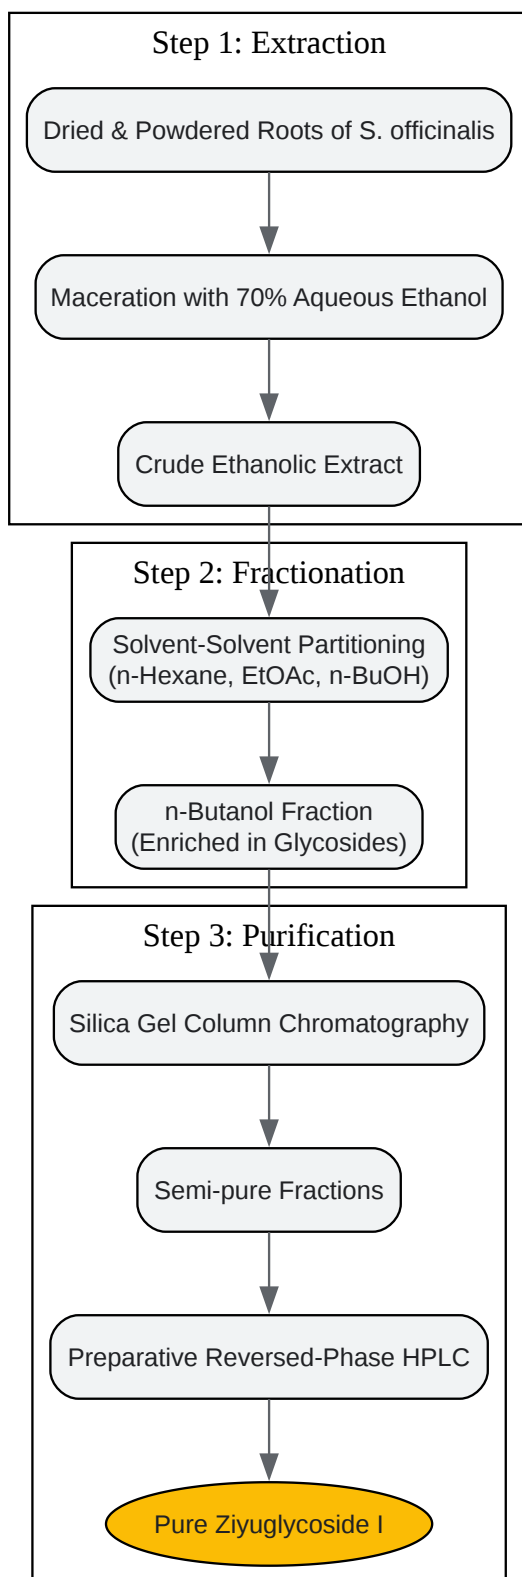 Step 1: Extraction
Dried & Powdered Roots of S. officinalis
Maceration with 70% Aqueous Ethanol
Crude Ethanolic Extract
Step 2: Fractionation
Solvent-Solvent Partitioning
(n-Hexane, EtOAc, n-BuOH)
n-Butanol Fraction
(Enriched in Glycosides)
Step 3: Purification
Silica Gel Column Chromatography
Semi-pure Fractions
Preparative Reversed-Phase HPLC
Pure Ziyuglycoside I